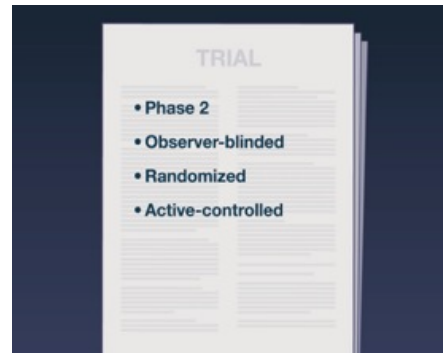 TRIAL
• Phase 2
• Observer-blinded
• Randomized
• Active-controlled